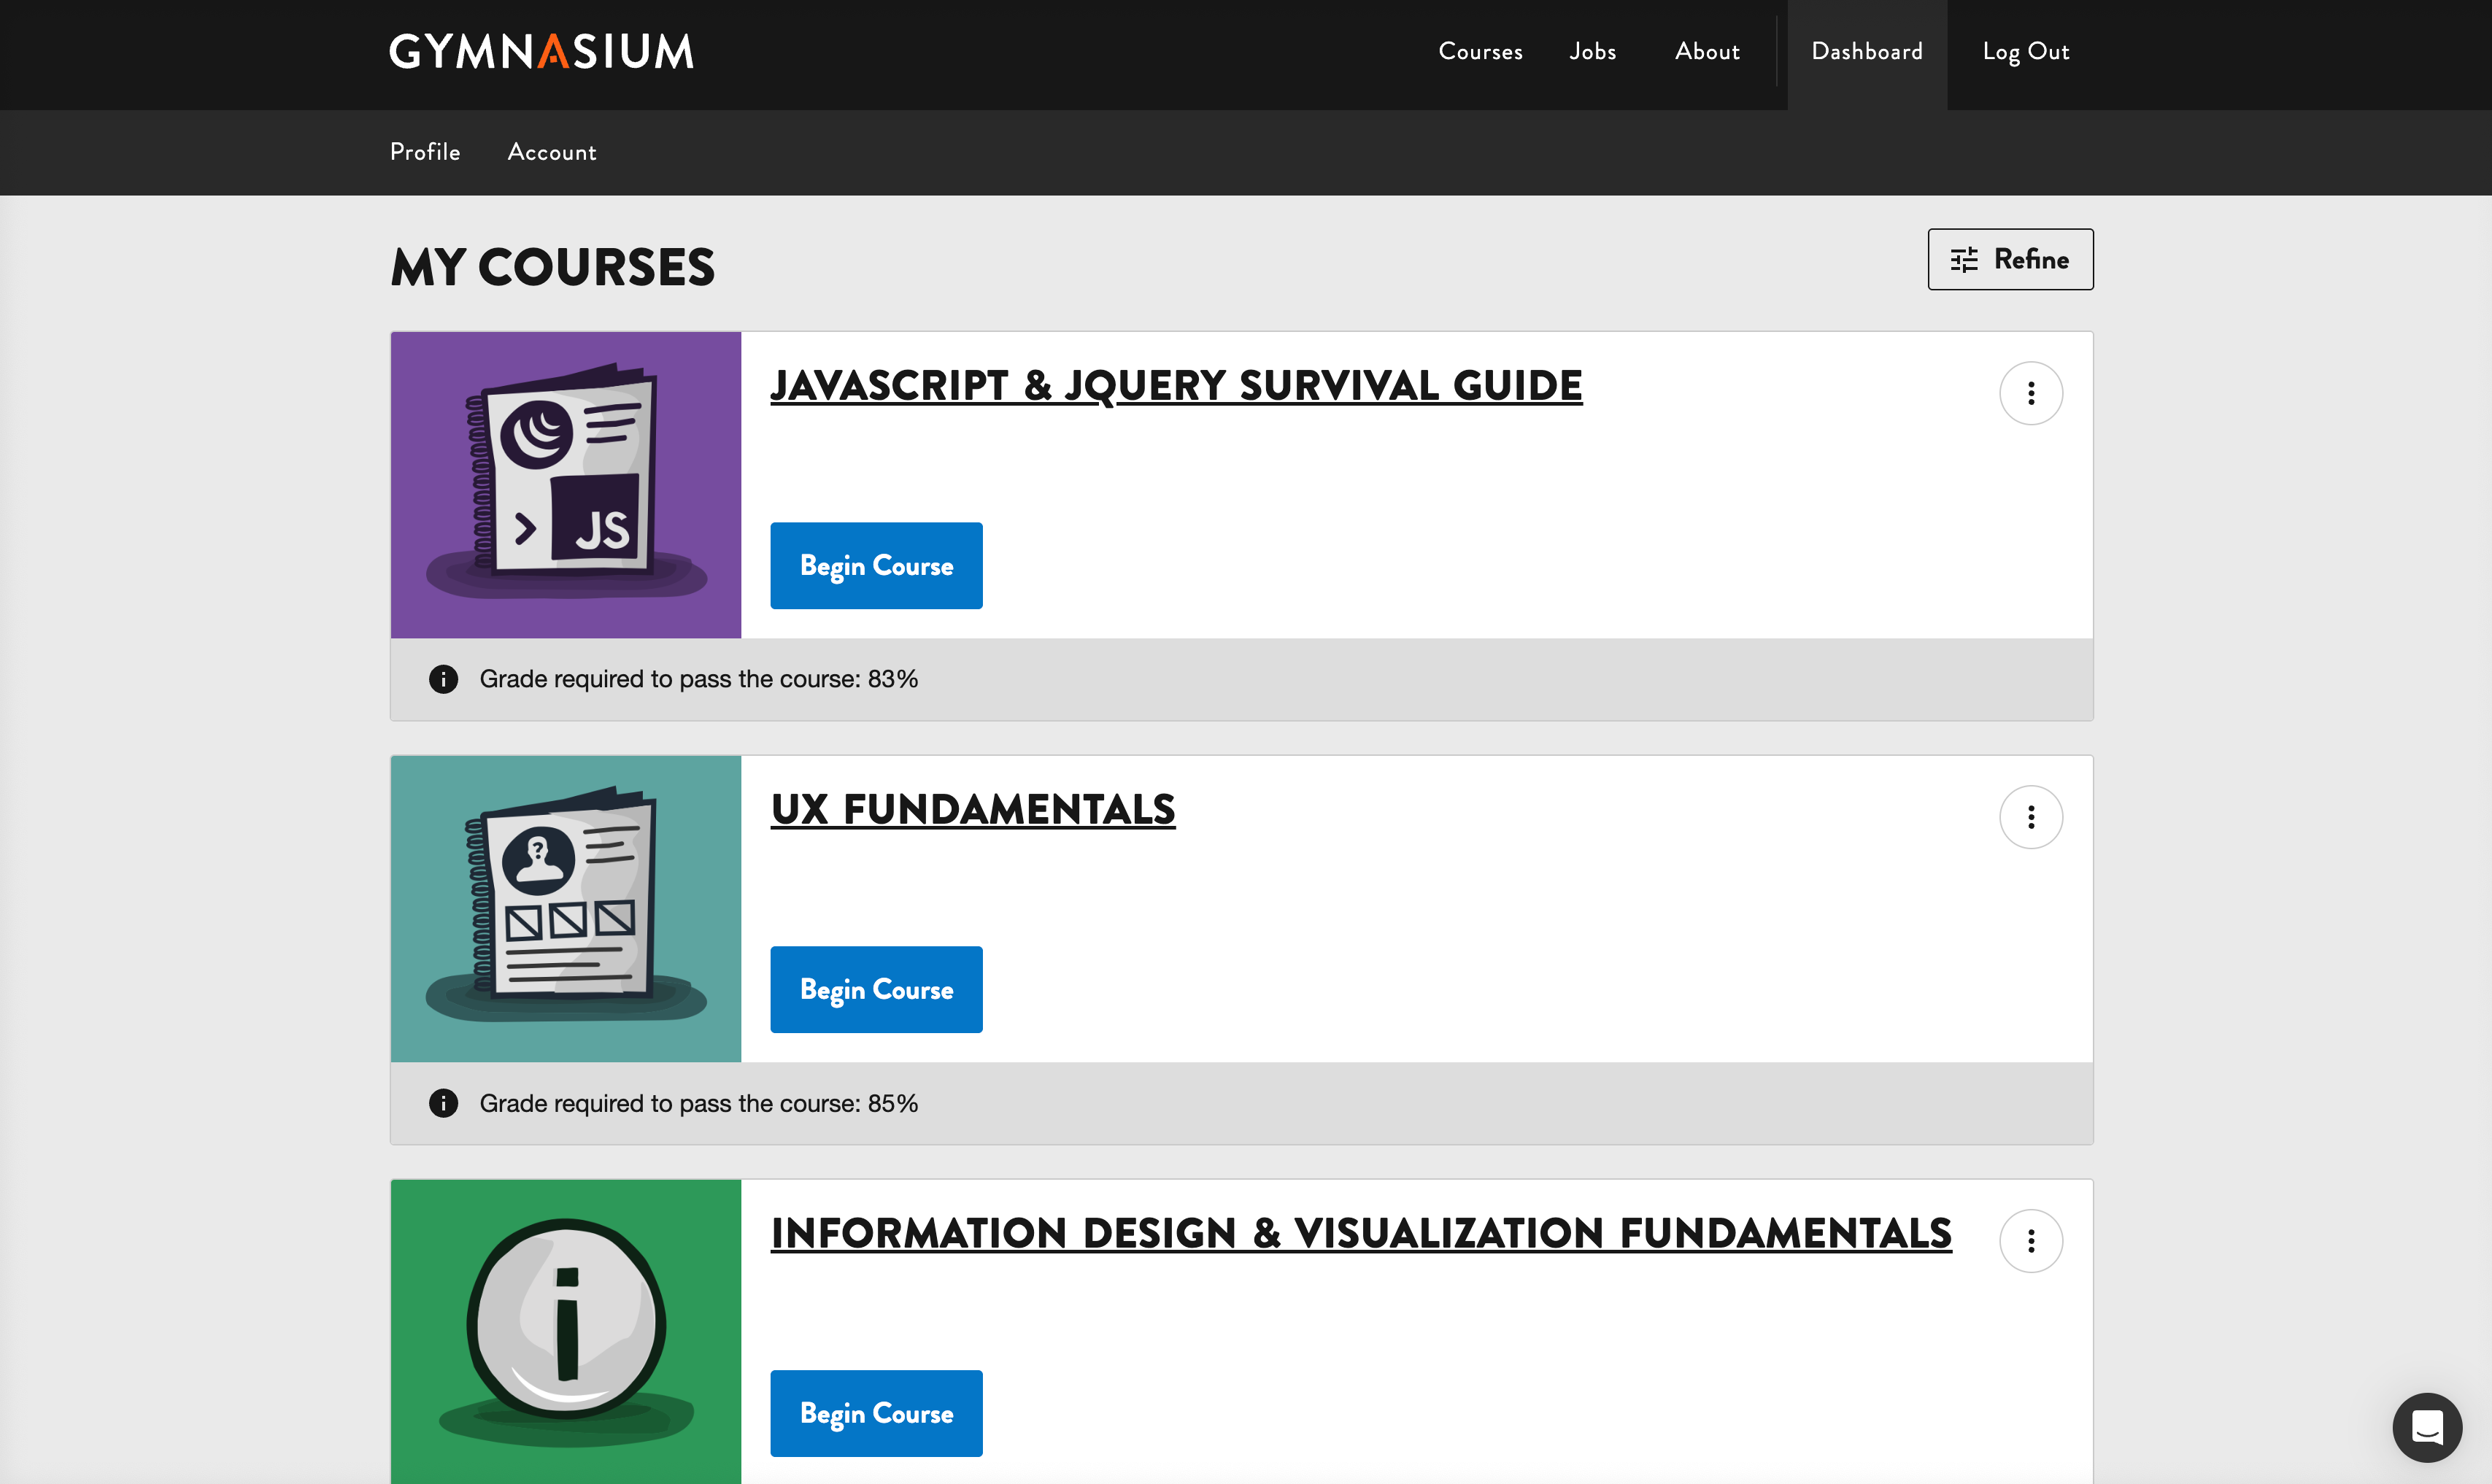 GYMNASIUM
Courses Jobs About Dashboard Log Out
Profile Account
MY COURSES
Refine
JAVASCRIPT & JQUERY SURVIVAL GUIDE
JS
Begin Course
Grade required to pass the course: 83%
UX FUNDAMENTALS
?
Begin Course
Grade required to pass the course: 85%
INFORMATION DESIGN & VISUALIZATION FUNDAMENTALS
i
Begin Course